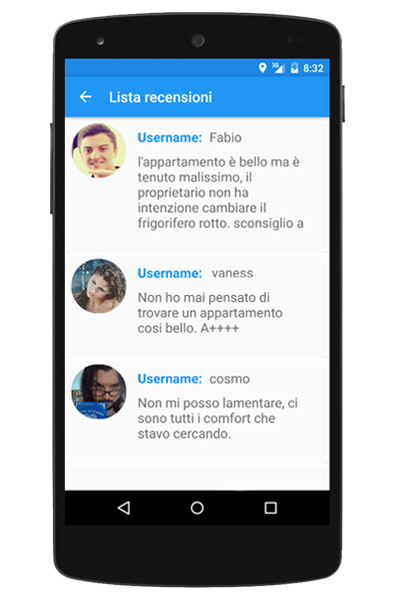 3G 8:32
Lista recensioni
Username: Fabio
l'appartamento è bello ma è
tenuto malissimo, il
proprietario non ha
intenzione cambiare il
frigorifero rotto. sconsiglio a
Username: vaness
Non ho mai pensato di
trovare un appartamento
cosi bello. A++++
Username: cosmo
Non mi posso lamentare, ci
sono tutti i comfort che
stavo cercando.